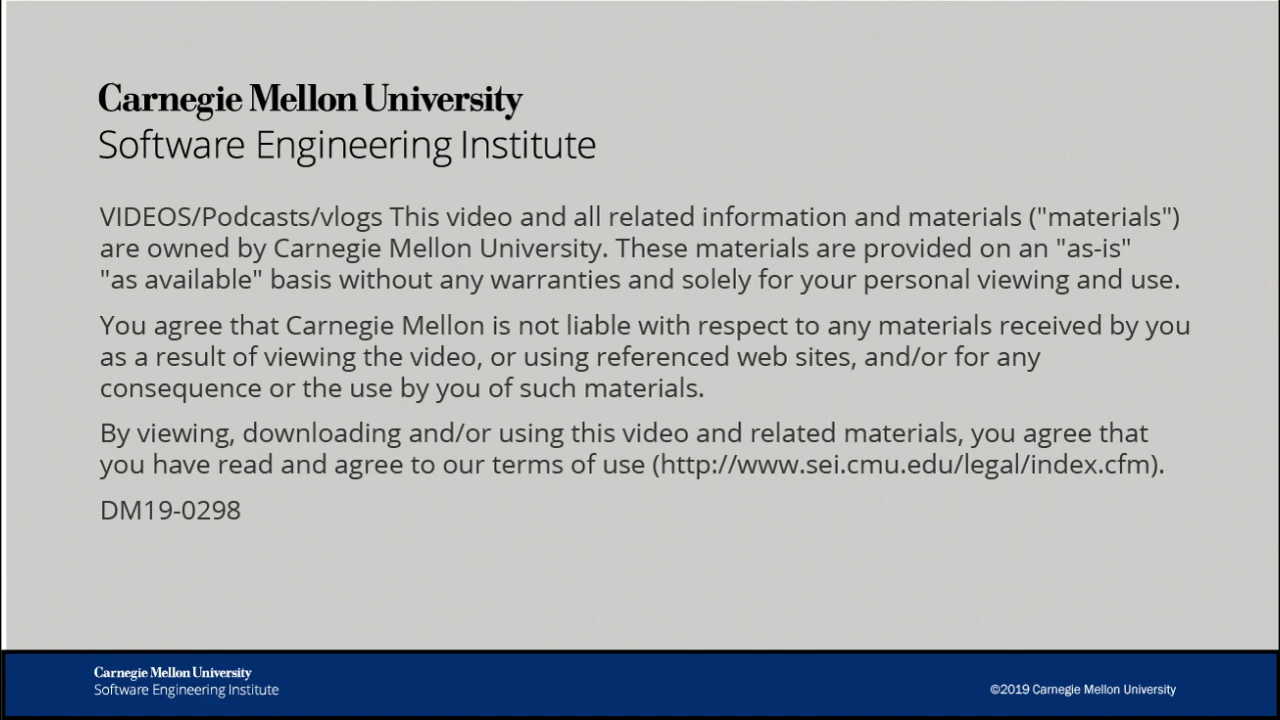 Carnegie Mellon University
Software Engineering Institute
VIDEOS/Podcasts/vlogs This video and all related information and materials ("materials")
are owned by Carnegie Mellon University. These materials are provided on an "as-is"
"as available" basis without any warranties and solely for your personal viewing and use.
You agree that Carnegie Mellon is not liable with respect to any materials received by you
as a result of viewing the video, or using referenced web sites, and/or for any
consequence or the use by you of such materials.
By viewing, downloading and/or using this video and related materials, you agree that
you have read and agree to our terms of use (http://www.sei.cmu.edu/legal/index.cfm).
DM19-0298
Carnegie Mellon University
Software Engineering Institute
©2019 Carnegie Mellon University